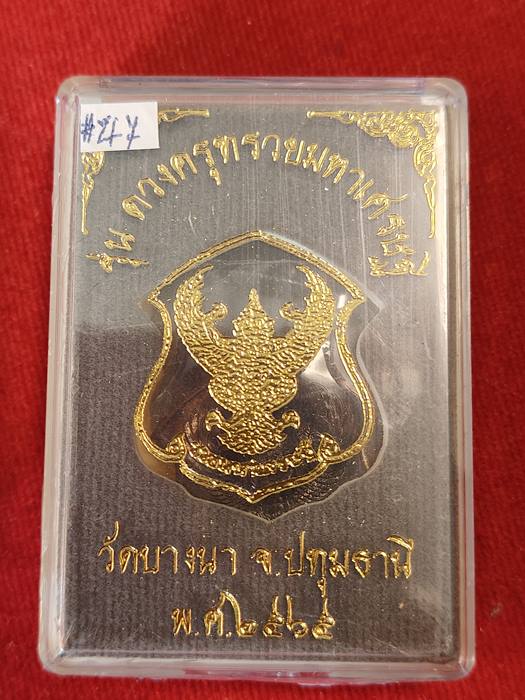 รุ่น ดวงครุฑรวยมหาเศรษฐี
วัดบางนา จ.ปทุมธานี
พ.ศ.๒๕๖๕